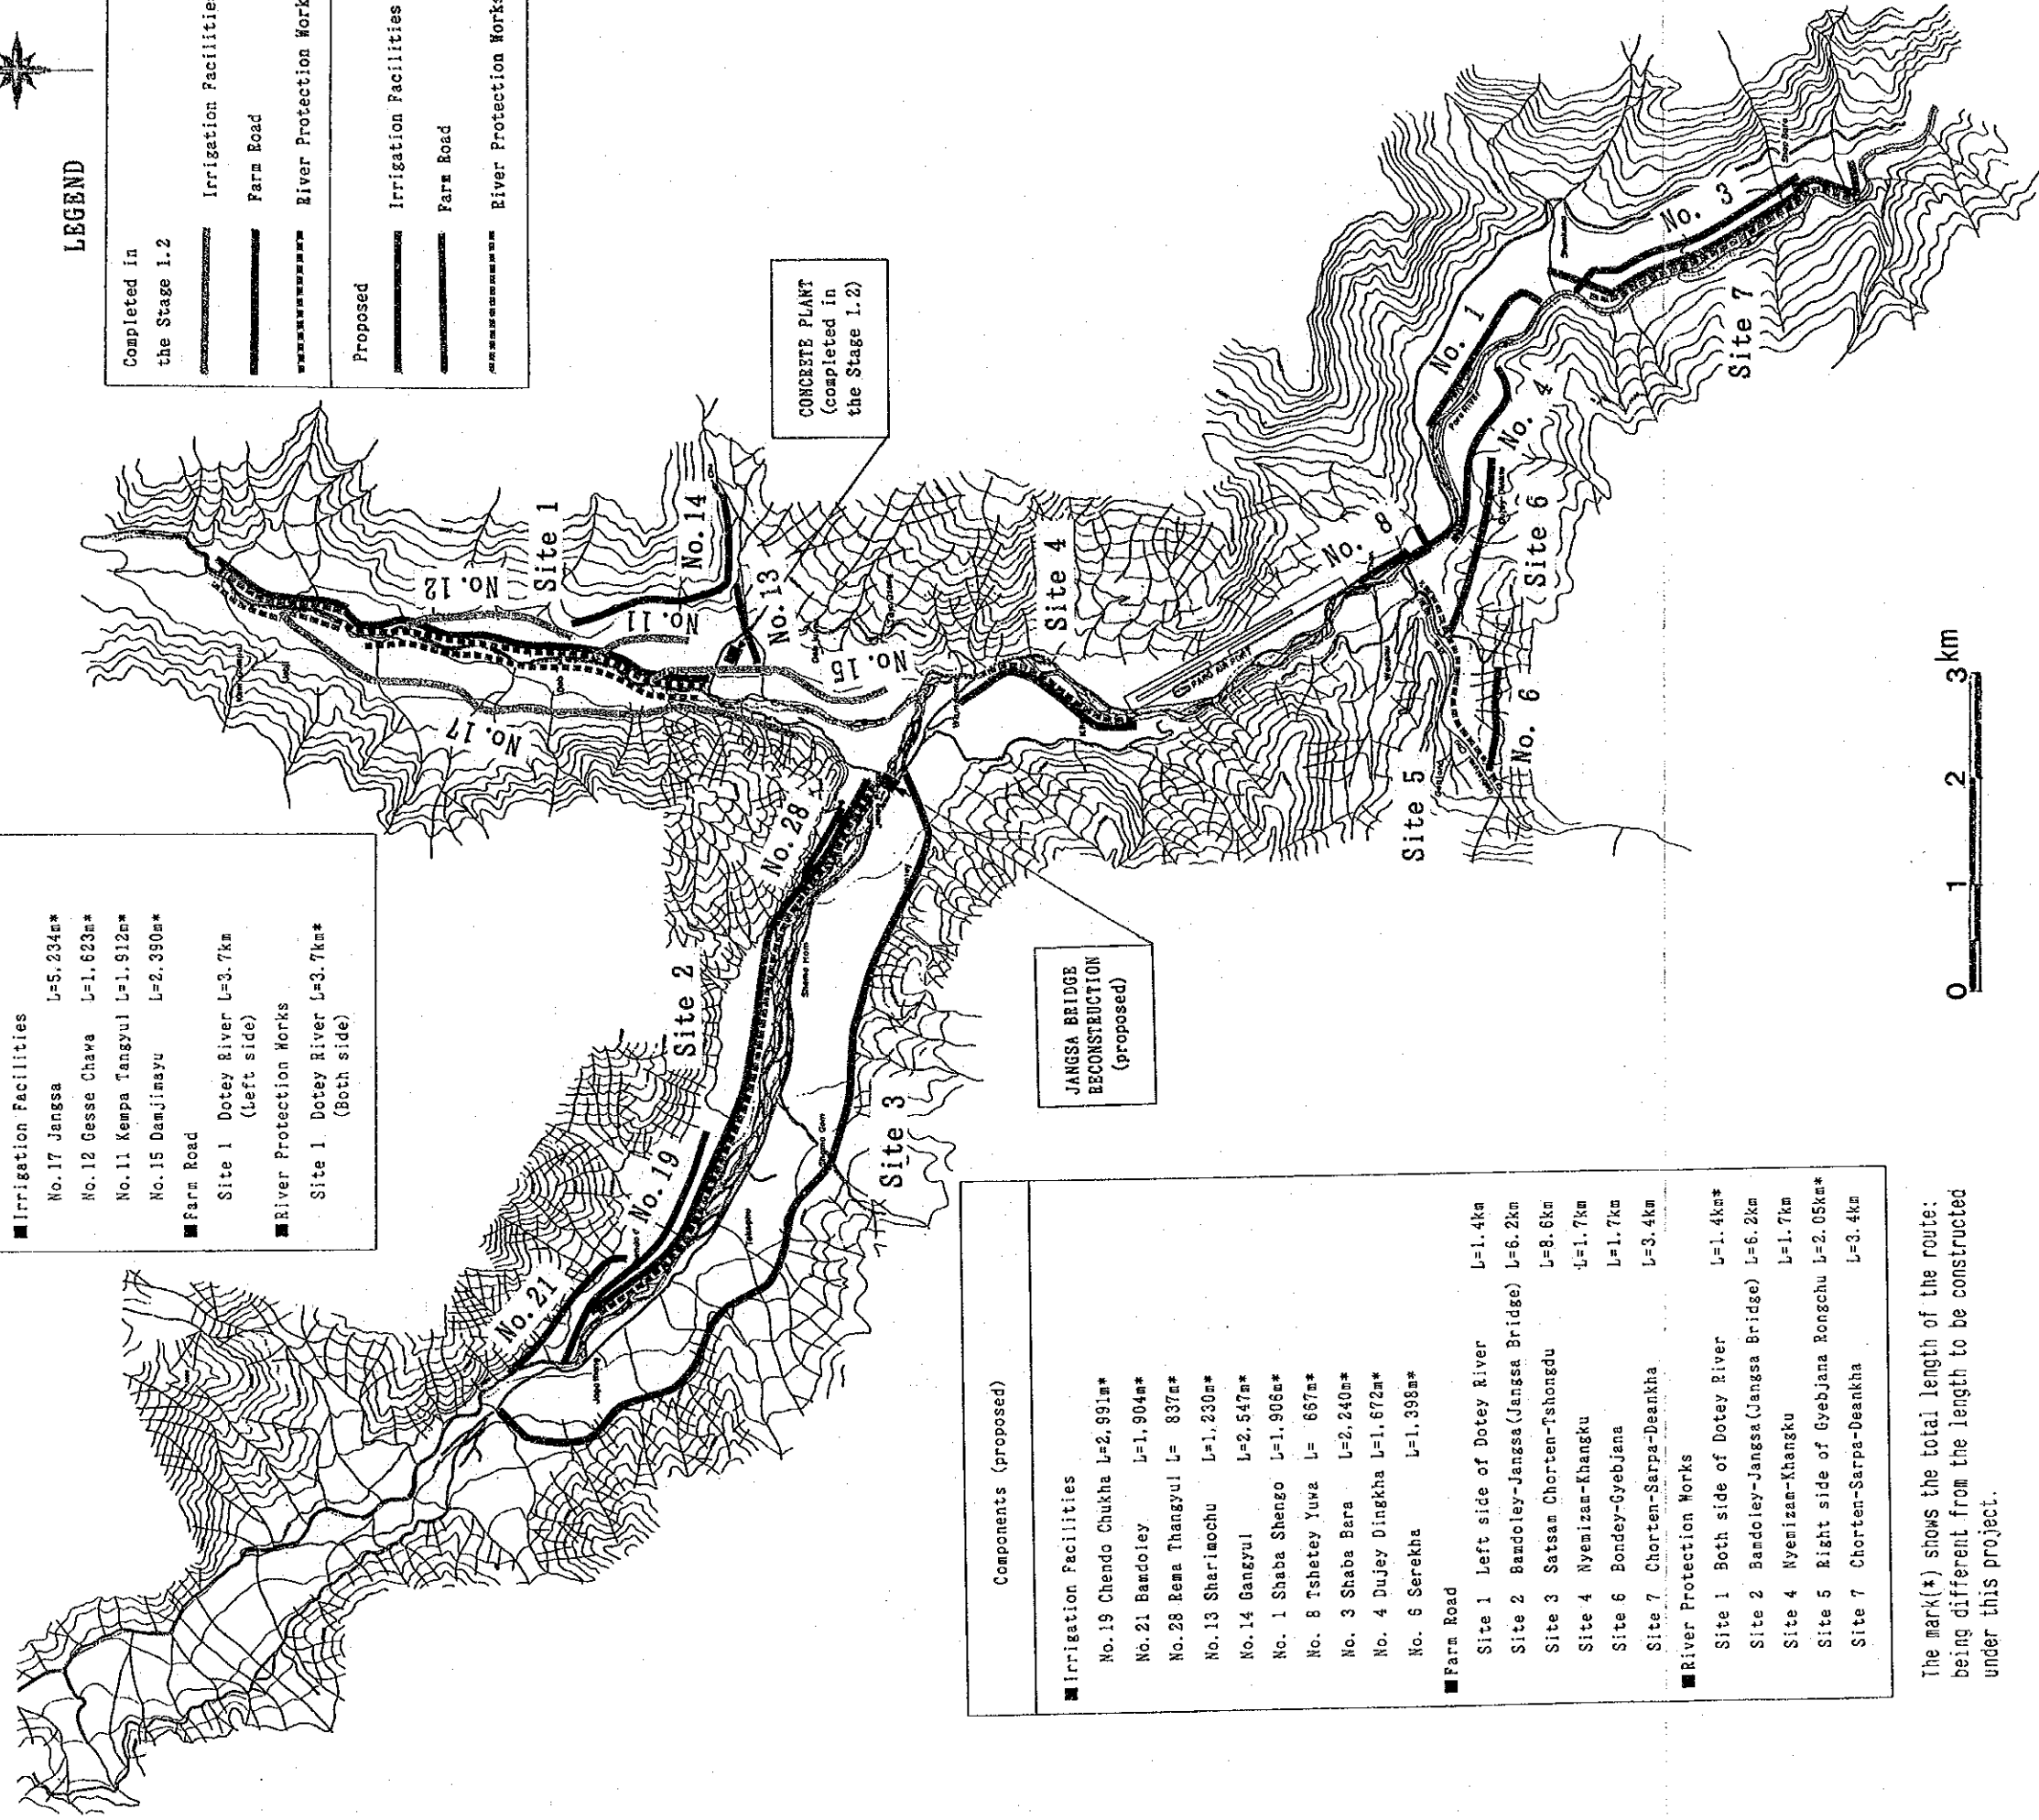 LEGEND
Completed in
the Stage 1.2
Irrigation Facilities
Farm Road
River Protection Works
Proposed
Irrigation Facilities
Farm Road
River Protection Works
■Irrigation Facilities
No.17 Jangsa L=5,234m*
No.12 Gesse Chawa L=1,623m*
No.11 Kempa Tangyul L=1,912m*
No.15 Damjimayu L=2,390m*
■Farm Road
Site 1 Dotey River L=3.7km
(Left side)
■River Protection Works
Site 1 Dotey River L=3.7km*
(Both side)
CONCRETE PLANT
(completed in
the Stage 1.2)
JANGSA BRIDGE
RECONSTRUCTION
(proposed)
No. 12
Site 1
No. 11
No. 14
No. 13
No. 15
No. 17
No. 28
Site 2
No. 19
No. 21
Site 3
Site 4
PARO AIR PORT
No. 8
Site 5
No. 6
Site 6
No. 4
No. 1
Paro River
No. 3
Site 7
0 1 2 3km
Components (proposed)
■Irrigation Facilities
No.19 Chendo Chukha L=2,991m*
No.21 Bamdoley L=1,904m*
No.28 Rema Thangyul L= 837m*
No.13 Sharimochu L=1,230m*
No.14 Gangyul L=2,547m*
No. 1 Shaba Shengo L=1,906m*
No. 8 Tshetey Yuwa L= 667m*
No. 3 Shaba Bara L=2,240m*
No. 4 Dujey Dingkha L=1,672m*
No. 6 Serekha L=1,398m*
■Farm Road
Site 1 Left side of Dotey River L=1.4km
Site 2 Bamdoley-Jangsa(Jangsa Bridge) L=6.2km
Site 3 Satsam Chorten-Tshongdu L=8.6km
Site 4 Nyemizam-Khangku L=1.7km
Site 6 Bondey-Gyebjana L=1.7km
Site 7 Chorten-Sarpa-Deankha L=3.4km
■River Protection Works
Site 1 Both side of Dotey River L=1.4km*
Site 2 Bamdoley-Jangsa(Jangsa Bridge) L=6.2km
Site 4 Nyemizam-Khangku L=1.7km
Site 5 Right side of Gyebjana Rongchu L=2.05km*
Site 7 Chorten-Sarpa-Deankha L=3.4km
The mark(*) shows the total length of the route:
being different from the length to be constructed
under this project.